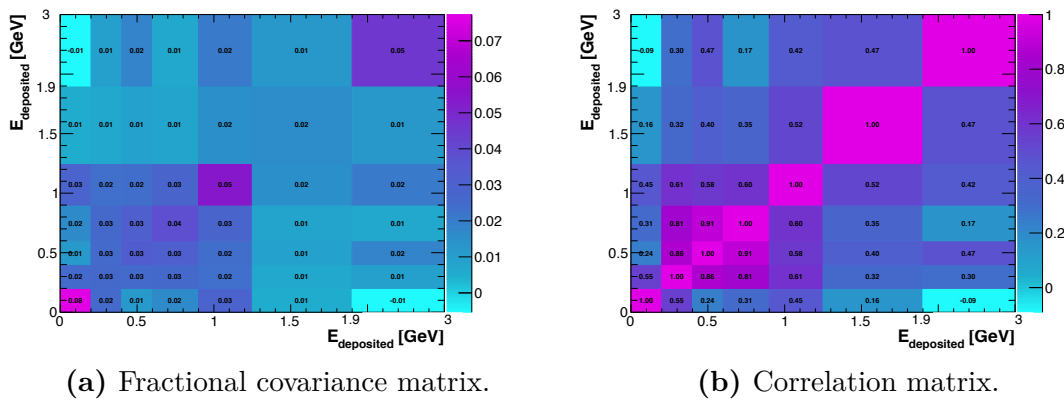 E_deposited [GeV]
3
-0.01 0.01 0.02 0.01 0.02 0.01 0.05
1.9
0.01 0.01 0.01 0.01 0.02 0.02 0.01
1.5
0.03 0.02 0.02 0.03 0.05 0.02 0.02
1
0.02 0.03 0.03 0.04 0.03 0.01 0.01
0.5
0.01 0.03 0.03 0.03 0.02 0.01 0.02
0.02 0.03 0.03 0.03 0.02 0.01 0.01
0.08 0.02 0.01 0.02 0.03 0.01 -0.01
0
0 0.5 1 1.5 1.9 3
E_deposited [GeV]
0.07
0.06
0.05
0.04
0.03
0.02
0.01
0
(a) Fractional covariance matrix.
E_deposited [GeV]
3
-0.09 0.30 0.47 0.17 0.42 0.47 1.00
1.9
0.16 0.32 0.40 0.35 0.52 1.00 0.47
1.5
0.45 0.61 0.58 0.60 1.00 0.52 0.42
1
0.31 0.81 0.91 1.00 0.60 0.35 0.17
0.5
0.24 0.86 1.00 0.91 0.58 0.40 0.47
0.55 1.00 0.86 0.81 0.61 0.32 0.30
1.00 0.55 0.24 0.31 0.45 0.16 -0.09
0
0 0.5 1 1.5 1.9 3
E_deposited [GeV]
1
0.8
0.6
0.4
0.2
0
(b) Correlation matrix.